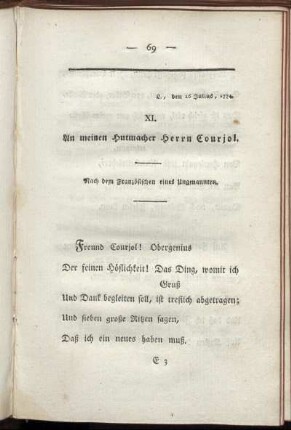 — 69 —
L., den 16 Julius, 1774.
XI.
An meinen Hutmacher Herrn Courjol.
Nach dem Französischen eines Ungenannten.
Freund Courjol! Obergenius
Der feinen Höflichkeit! Das Ding, womit ich
Gruß
Und Dank begleiten soll, ist treflich abgetragen;
Und sieben große Ritzen sagen,
Daß ich ein neues haben muß.
E 3